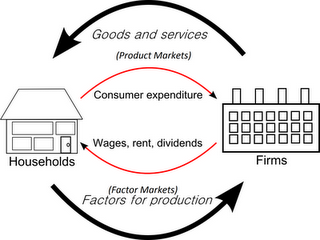 Goods and services
(Product Markets)
Consumer expenditure
Wages, rent, dividends
Households
Firms
(Factor Markets)
Factors for production